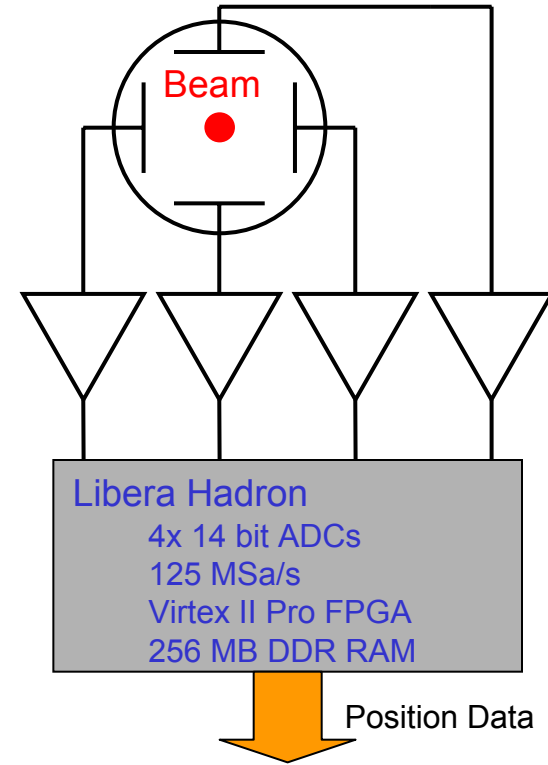 Beam
Libera Hadron
4x 14 bit ADCs
125 MSa/s
Virtex II Pro FPGA
256 MB DDR RAM
Position Data